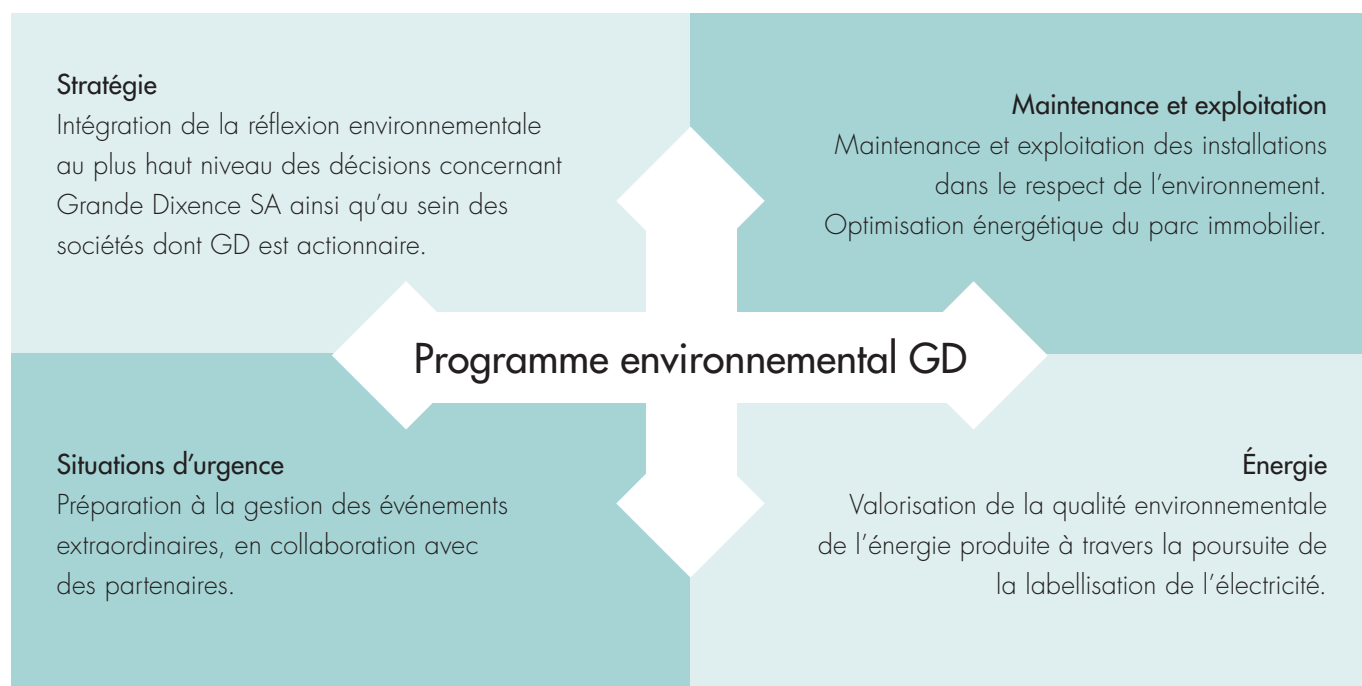 Stratégie
Intégration de la réflexion environnementale
au plus haut niveau des décisions concernant
Grande Dixence SA ainsi qu’au sein des
sociétés dont GD est actionnaire.
Maintenance et exploitation
Maintenance et exploitation des installations
dans le respect de l’environnement.
Optimisation énergétique du parc immobilier.
Programme environnemental GD
Situations d’urgence
Préparation à la gestion des événements
extraordinaires, en collaboration avec
des partenaires.
Énergie
Valorisation de la qualité environnementale
de l’énergie produite à travers la poursuite de
la labellisation de l’électricité.